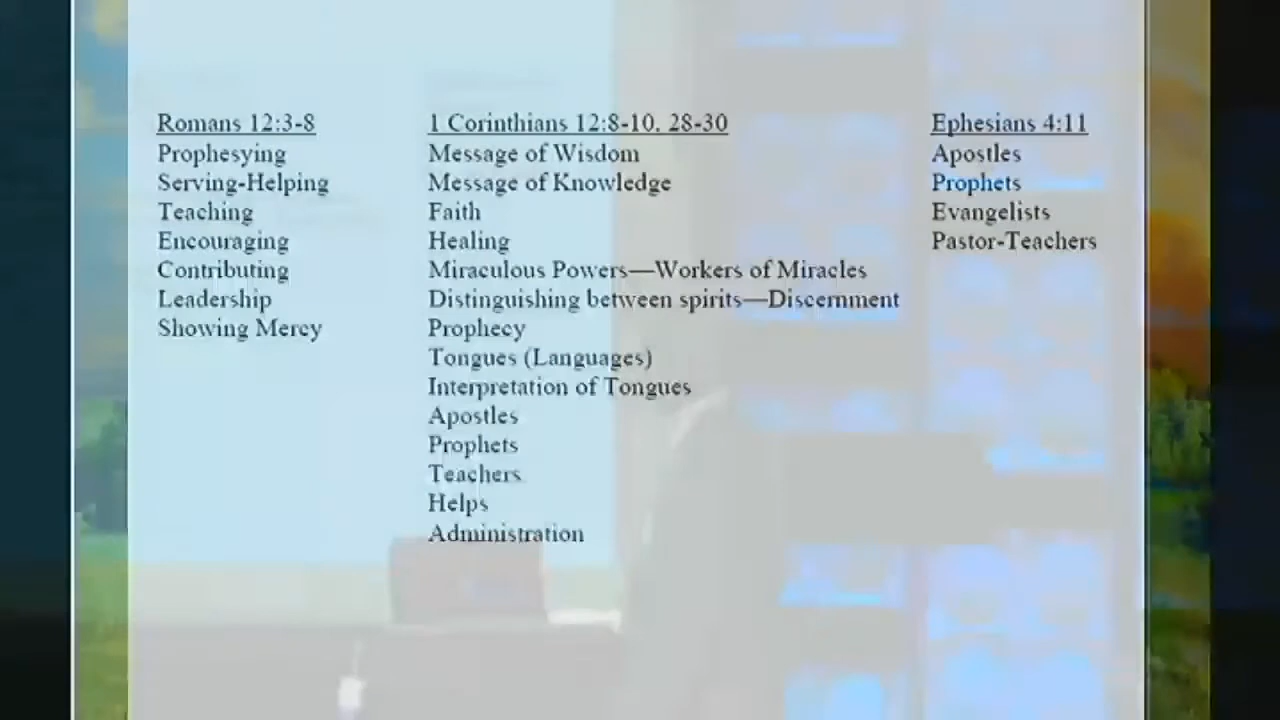 Romans 12:3-8
Prophesying
Serving-Helping
Teaching
Encouraging
Contributing
Leadership
Showing Mercy
1 Corinthians 12:8-10, 28-30
Message of Wisdom
Message of Knowledge
Faith
Healing
Miraculous Powers—Workers of Miracles
Distinguishing between spirits—Discernment
Prophecy
Tongues (Languages)
Interpretation of Tongues
Apostles
Prophets
Teachers
Helps
Administration
Ephesians 4:11
Apostles
Prophets
Evangelists
Pastor-Teachers